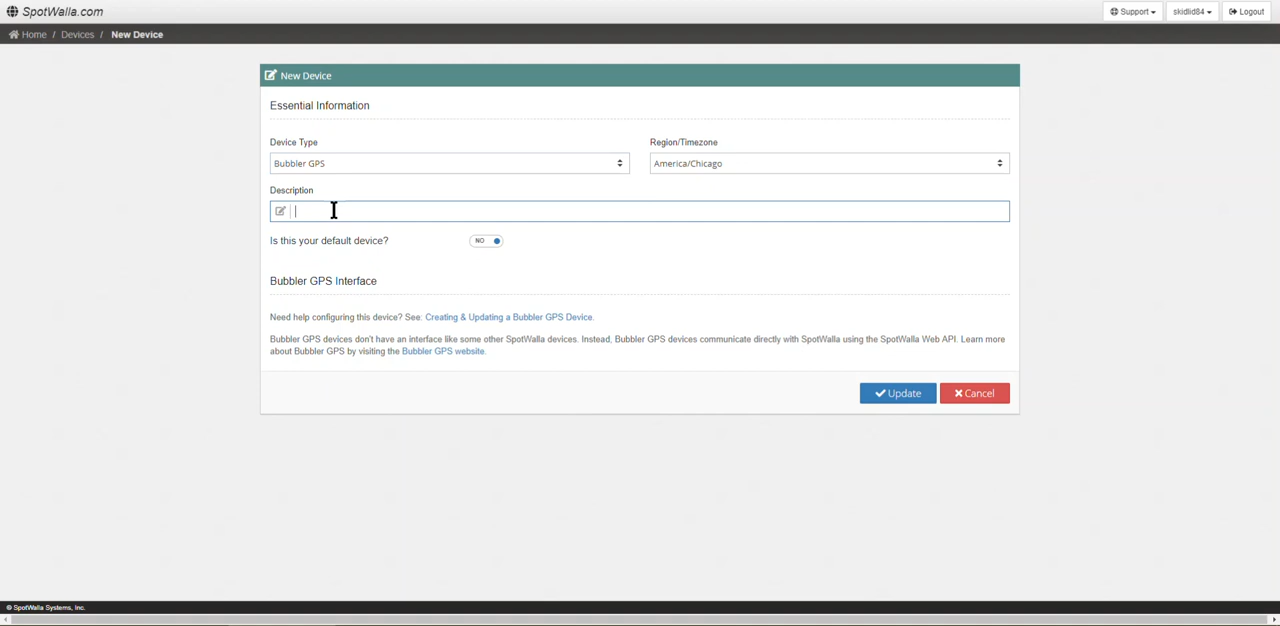 SpotWalla.com
Support
skidlid84
Logout
Home / Devices / New Device
New Device
Essential Information
Device Type
Region/Timezone
Bubbler GPS
America/Chicago
Description
Is this your default device?
NO
Bubbler GPS Interface
Need help configuring this device? See: Creating & Updating a Bubbler GPS Device.
Bubbler GPS devices don't have an interface like some other SpotWalla devices. Instead, Bubbler GPS devices communicate directly with SpotWalla using the SpotWalla Web API. Learn more
about Bubbler GPS by visiting the Bubbler GPS website.
Update
Cancel
© SpotWalla Systems, Inc.